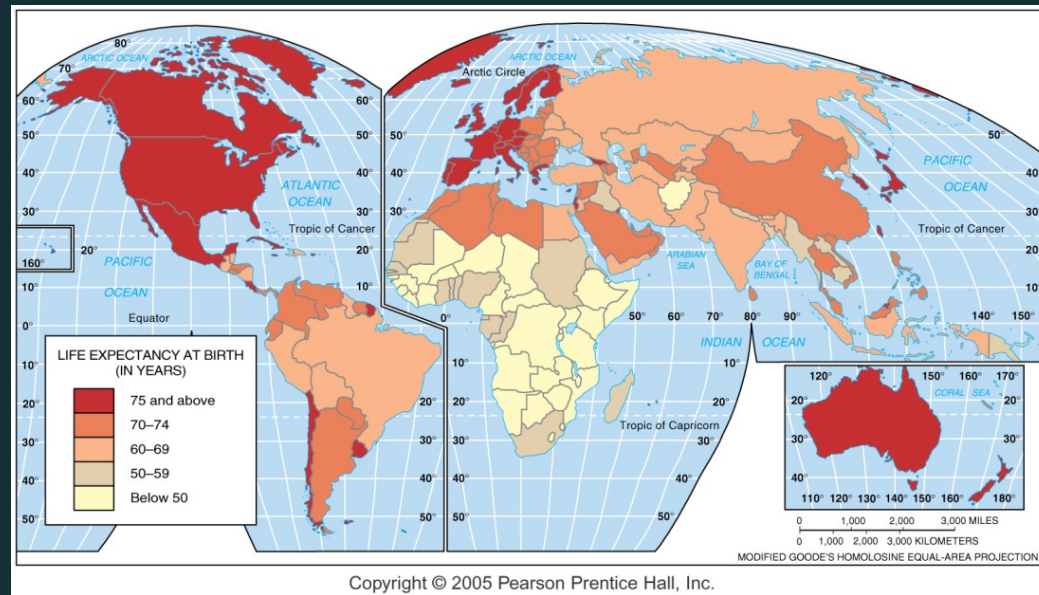 80°
ARCTIC OCEAN
70°
60°
50°
40°
30°
ATLANTIC
OCEAN
Tropic of Cancer
20°
160°
PACIFIC
OCEAN
10°
Equator
0°
10°
20°
30°
40°
50°
LIFE EXPECTANCY AT BIRTH
(IN YEARS)
75 and above
70–74
60–69
50–59
Below 50
60°
50°
40°
30°
20°
10°
0°
10°
20°
30°
40°
50°
ARCTIC OCEAN
Arctic Circle
60°
50°
40°
30°
20°
10°
0°
50°
60°
70°
80°
90°
10°
20°
30°
40°
50°
Tropic of Capricorn
ARABIAN
SEA
BAY OF
BENGAL
INDIAN
OCEAN
PACIFIC
OCEAN
50°
40°
30°
Tropic of Cancer
20°
10°
140°
150°
0°
10°
120°
150°
160°
170°
CORAL SEA
20°
20°
30°
30°
40°
40°
110°
120°
130°
140°
150°
180°
0 1,000 2,000 3,000 MILES
0 1,000 2,000 3,000 KILOMETERS
MODIFIED GOODE'S HOMOLOSINE EQUAL-AREA PROJECTION
Copyright © 2005 Pearson Prentice Hall, Inc.